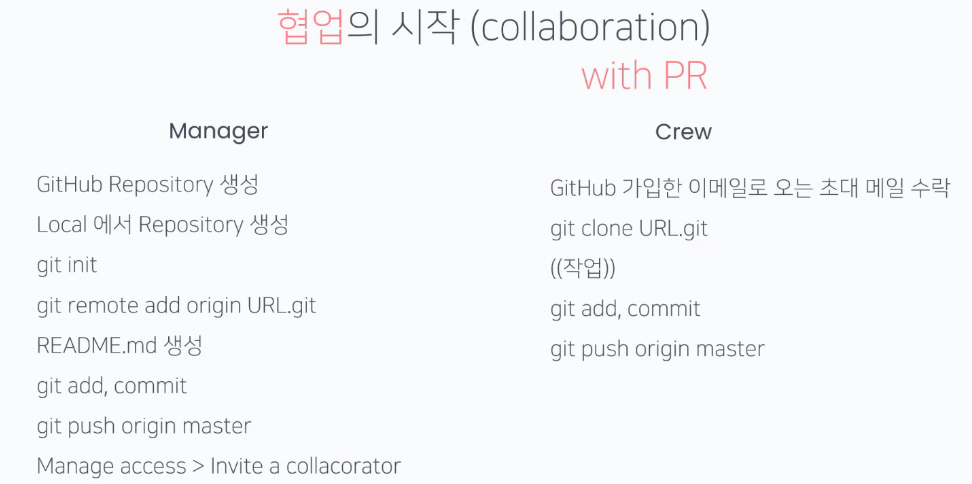 협업의 시작 (collaboration)
with PR
Manager
GitHub Repository 생성
Local 에서 Repository 생성
git init
git remote add origin URL.git
README.md 생성
git add, commit
git push origin master
Manage access > Invite a collacorator
Crew
GitHub 가입한 이메일로 오는 초대 메일 수락
git clone URL.git
((작업))
git add, commit
git push origin master